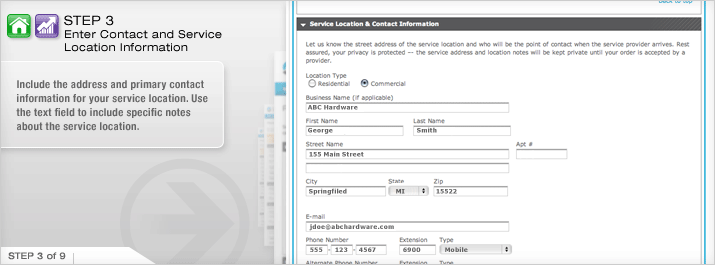 STEP 3
Enter Contact and Service
Location Information
Include the address and primary contact
information for your service location. Use
the text field to include specific notes
about the service location.
STEP 3 of 9
Back to top
Service Location & Contact Information
Let us know the street address of the service location and who will be the point of contact when the service provider arrives. Rest
assured, your privacy is protected -- the service address and location notes will be kept private until your order is accepted by a
provider.
Location Type
Residential Commercial
Business Name (if applicable)
ABC Hardware
First Name Last Name
George Smith
Street Name Apt #
155 Main Street
City State Zip
Springfiled MI 15522
E-mail
jdoe@abchardware.com
Phone Number Extension Type
555 - 123 - 4567 6900 Mobile
Alternate Phone Number Extension Type